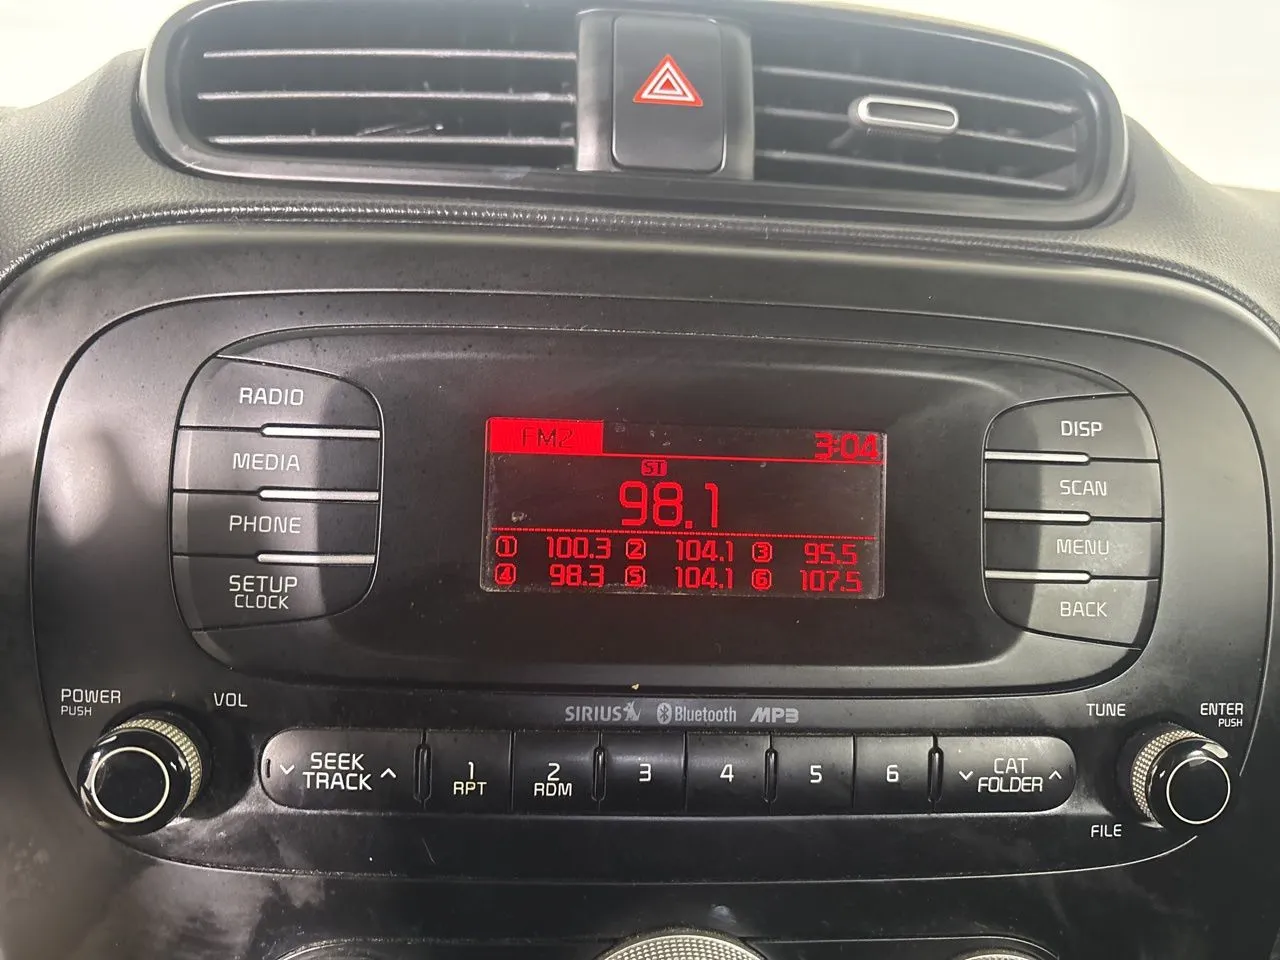 RADIO
MEDIA
PHONE
SETUP
CLOCK
FM2 3:04
ST
98.1
1 100.3 2 104.1 3 95.5
4 98.3 5 104.1 6 107.5
DISP
SCAN
MENU
BACK
POWER
PUSH
VOL
SIRIUS Bluetooth MP3
TUNE
ENTER
PUSH
SEEK
TRACK
1
RPT
2
RDM
3
4
5
6
CAT
FOLDER
FILE